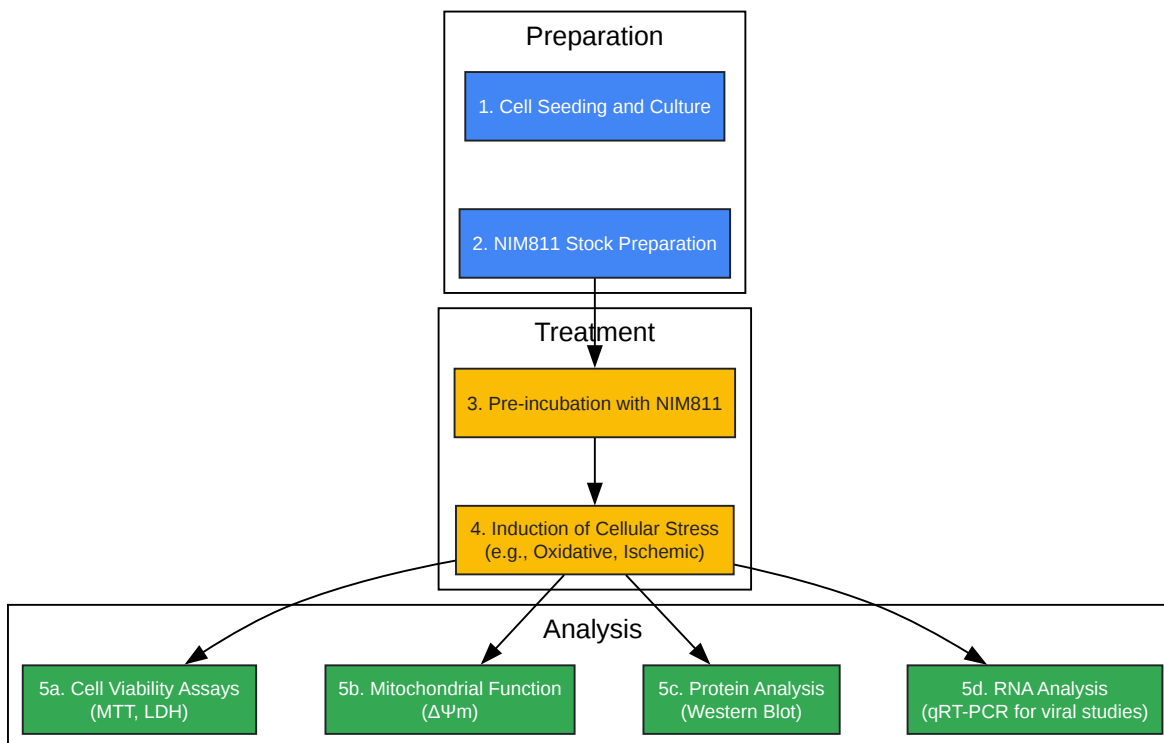 Preparation
1. Cell Seeding and Culture
2. NIM811 Stock Preparation
Treatment
3. Pre-incubation with NIM811
4. Induction of Cellular Stress
(e.g., Oxidative, Ischemic)
Analysis
5a. Cell Viability Assays
(MTT, LDH)
5b. Mitochondrial Function
(ΔΨm)
5c. Protein Analysis
(Western Blot)
5d. RNA Analysis
(qRT-PCR for viral studies)